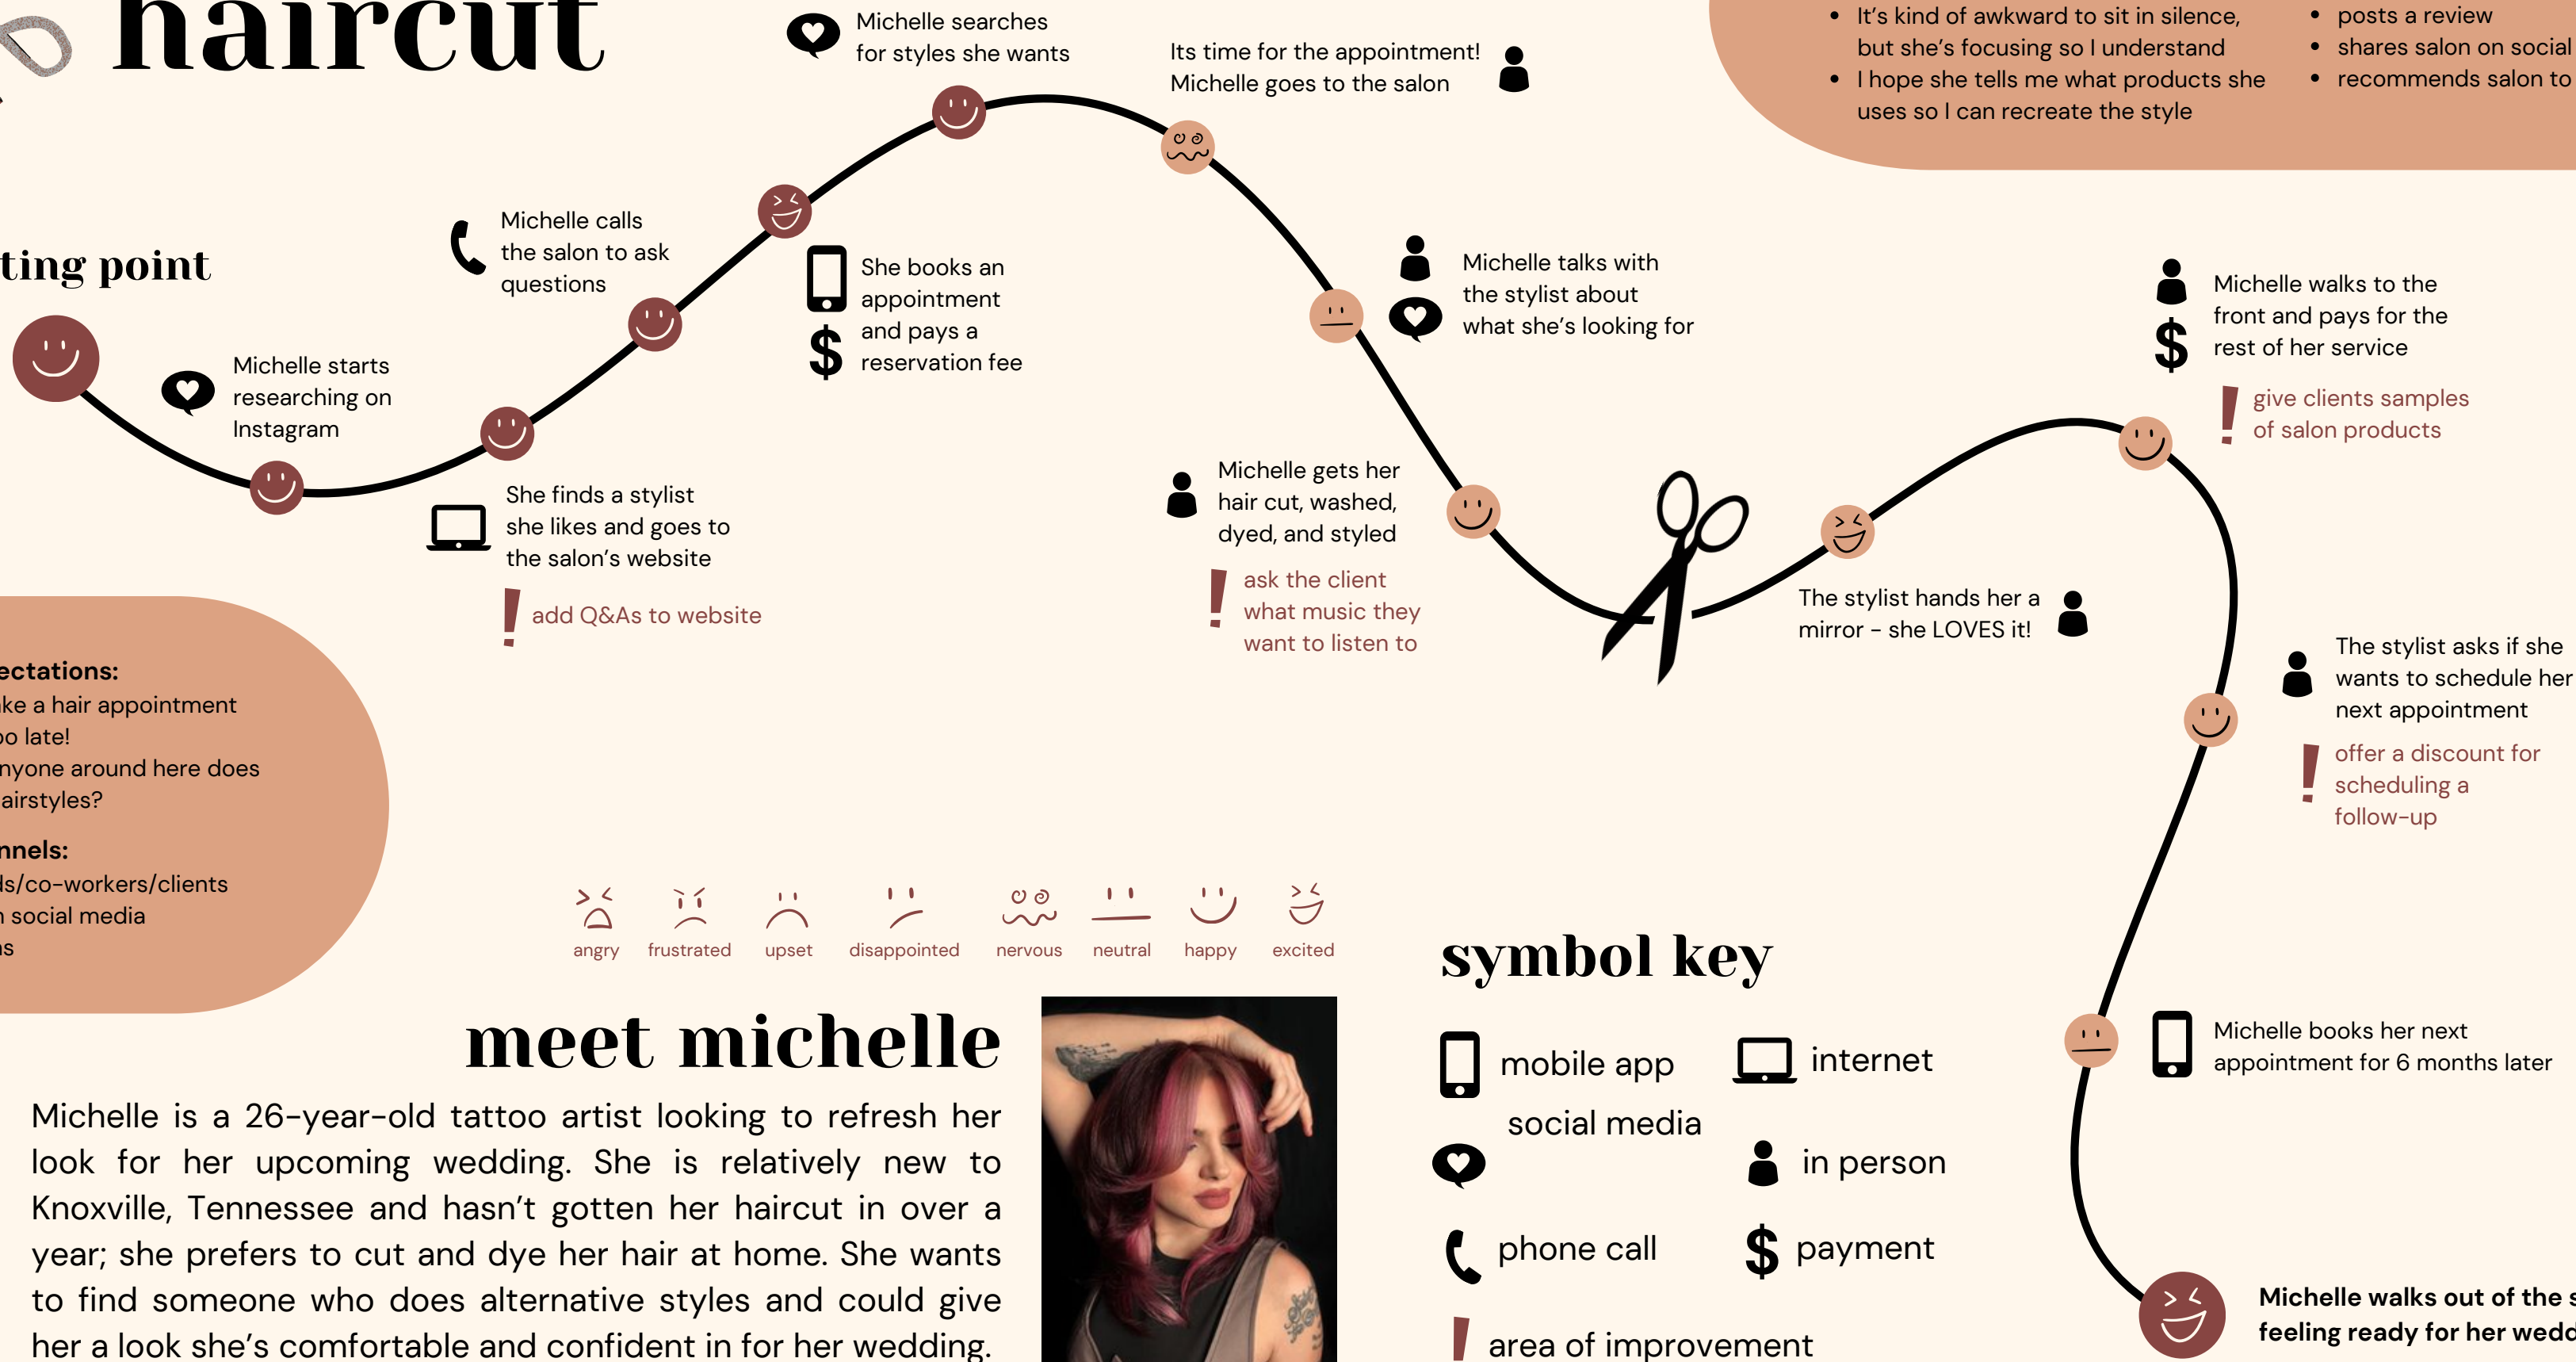 haircut
Michelle searches
for styles she wants
Its time for the appointment!
Michelle goes to the salon
It's kind of awkward to sit in silence,
but she's focusing so I understand
I hope she tells me what products she
uses so I can recreate the style
posts a review
shares salon on social
recommends salon to
ting point
Michelle starts
researching on
Instagram
Michelle calls
the salon to ask
questions
She books an
appointment
and pays a
reservation fee
She finds a stylist
she likes and goes to
the salon's website
! add Q&As to website
Michelle talks with
the stylist about
what she's looking for
Michelle gets her
hair cut, washed,
dyed, and styled
! ask the client
what music they
want to listen to
The stylist hands her a
mirror - she LOVES it!
$
Michelle walks to the
front and pays for the
rest of her service
$
! give clients samples
of salon products
The stylist asks if she
wants to schedule her
next appointment
! offer a discount for
scheduling a
follow-up
Michelle books her next
appointment for 6 months later
Michelle walks out of the s
feeling ready for her wedd
ectations:
ke a hair appointment
oo late!
nyone around here does
airstyles?
nnels:
ds/co-workers/clients
n social media
ns
angry frustrated upset disappointed nervous neutral happy excited
meet michelle
Michelle is a 26-year-old tattoo artist looking to refresh her
look for her upcoming wedding. She is relatively new to
Knoxville, Tennessee and hasn't gotten her haircut in over a
year; she prefers to cut and dye her hair at home. She wants
to find someone who does alternative styles and could give
her a look she's comfortable and confident in for her wedding.
symbol key
mobile app
internet
social media
in person
phone call
$ payment
! area of improvement